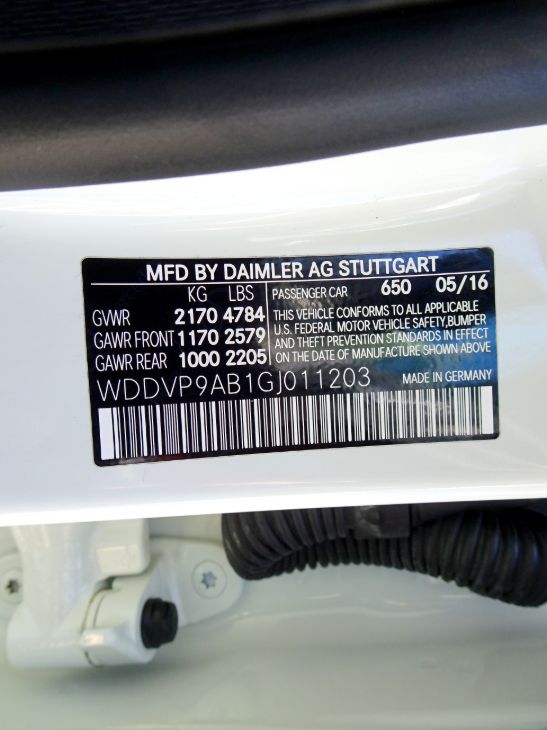 MFD BY DAIMLER AG STUTTGART
KG LBS
GVWR 2170 4784
GAWR FRONT 1170 2579
GAWR REAR 1000 2205
PASSENGER CAR 650 05/16
THIS VEHICLE CONFORMS TO ALL APPLICABLE
U.S. FEDERAL MOTOR VEHICLE SAFETY,BUMPER
AND THEFT PREVENTION STANDARDS IN EFFECT
ON THE DATE OF MANUFACTURE SHOWN ABOVE
WDDVP9AB1GJ011203 MADE IN GERMANY